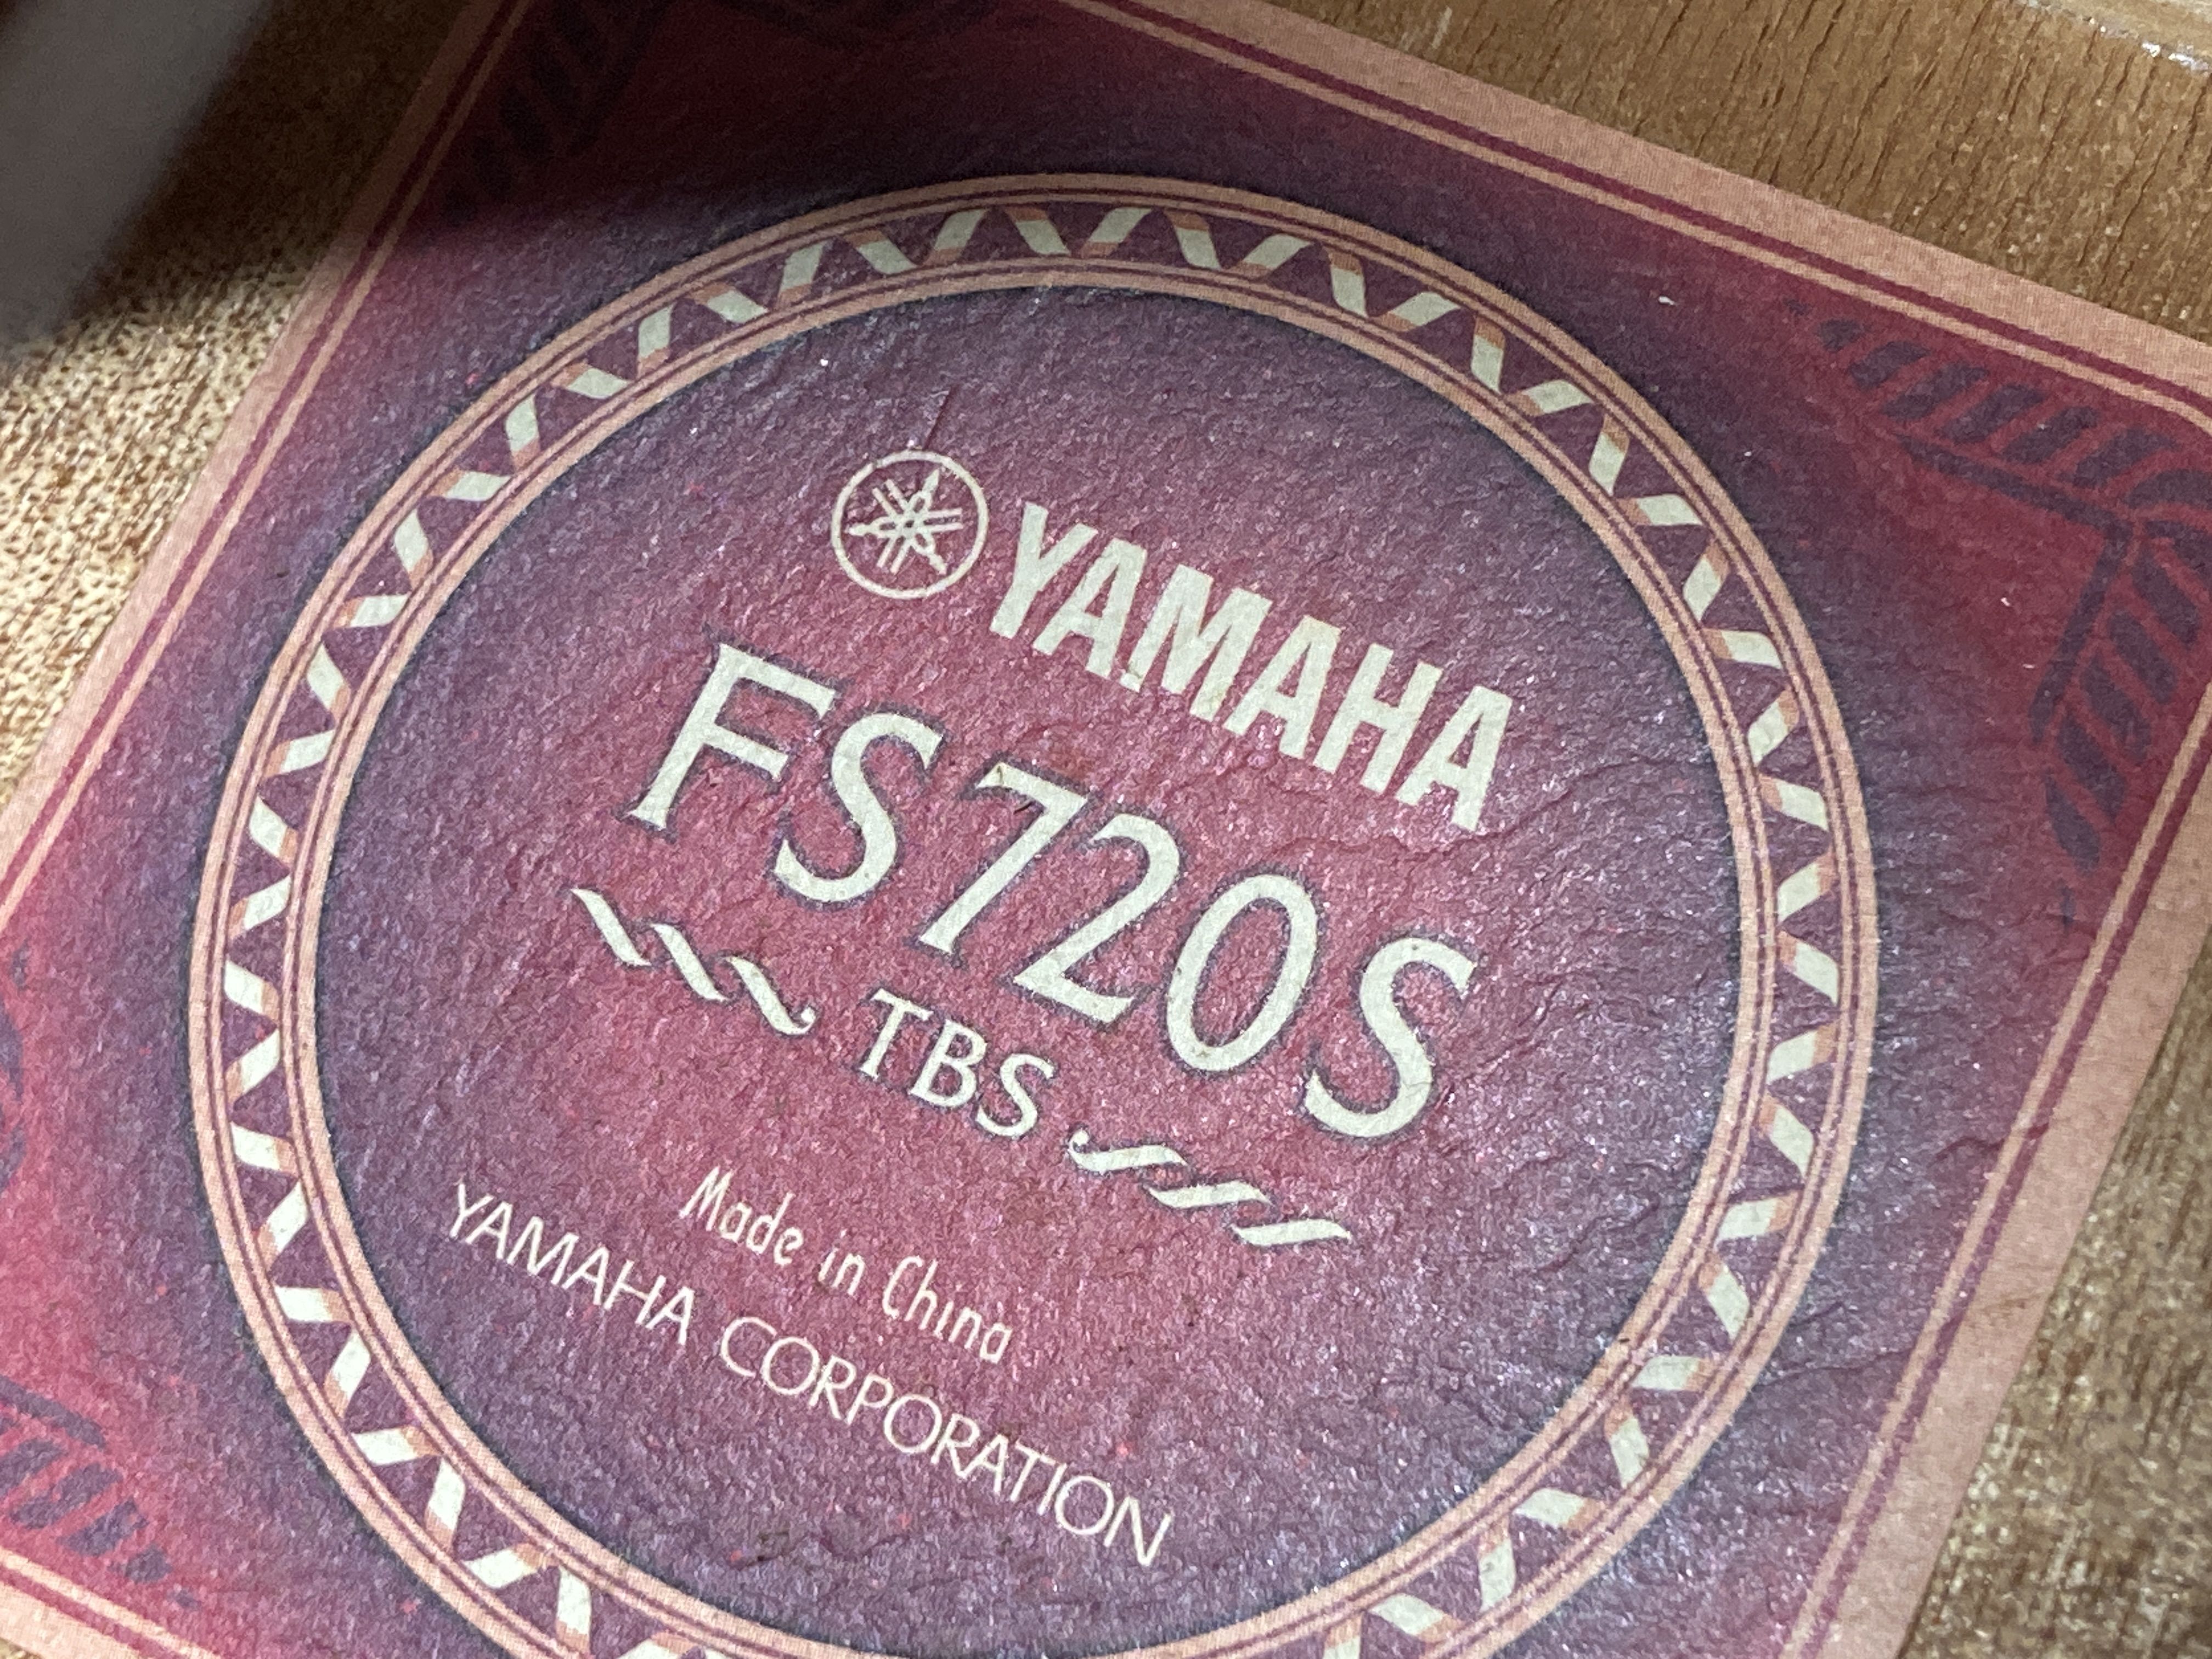 YAMAHA
FS720S
TBS
Made in China
YAMAHA CORPORATION